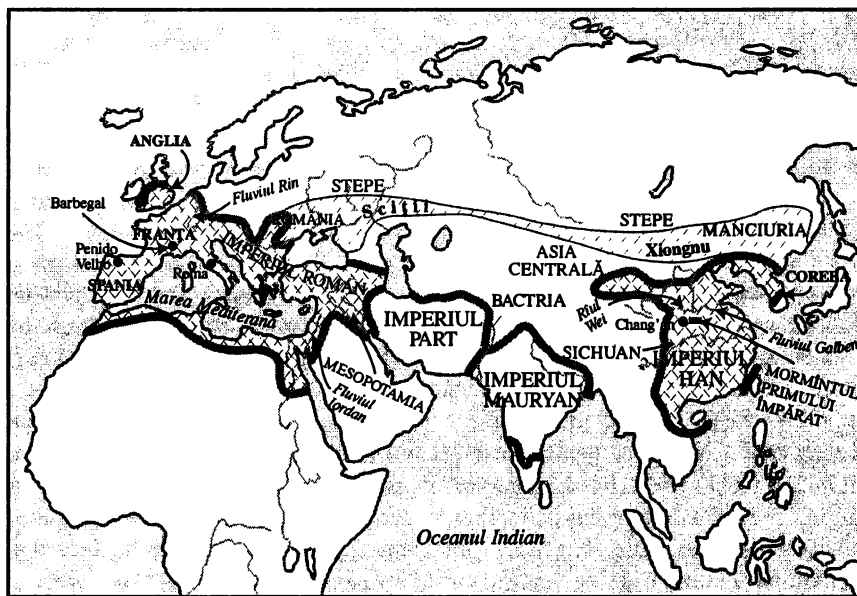 ANGLIA
Fluviul Rin
Barbegal
STEPE
Sciții
ROMÂNIA
FRANȚA
STEPE
MANCIURIA
Xiongnu
Penido
Velho
IMPERIUL ROMAN
Roma
SPANIA
ASIA
CENTRALĂ
COREEA
Marea Mediterană
BACTRIA
Rîul
Wei
IMPERIUL
PART
Chang'
Fluviul Galben
SICHUAN
MESOPOTAMIA
IMPERIUL
MAURYAN
IMPERIUL
HAN
Fluviul
Iordan
MORMÎNTUL
PRIMULUI
ÎMPĂRAT
Oceanul Indian